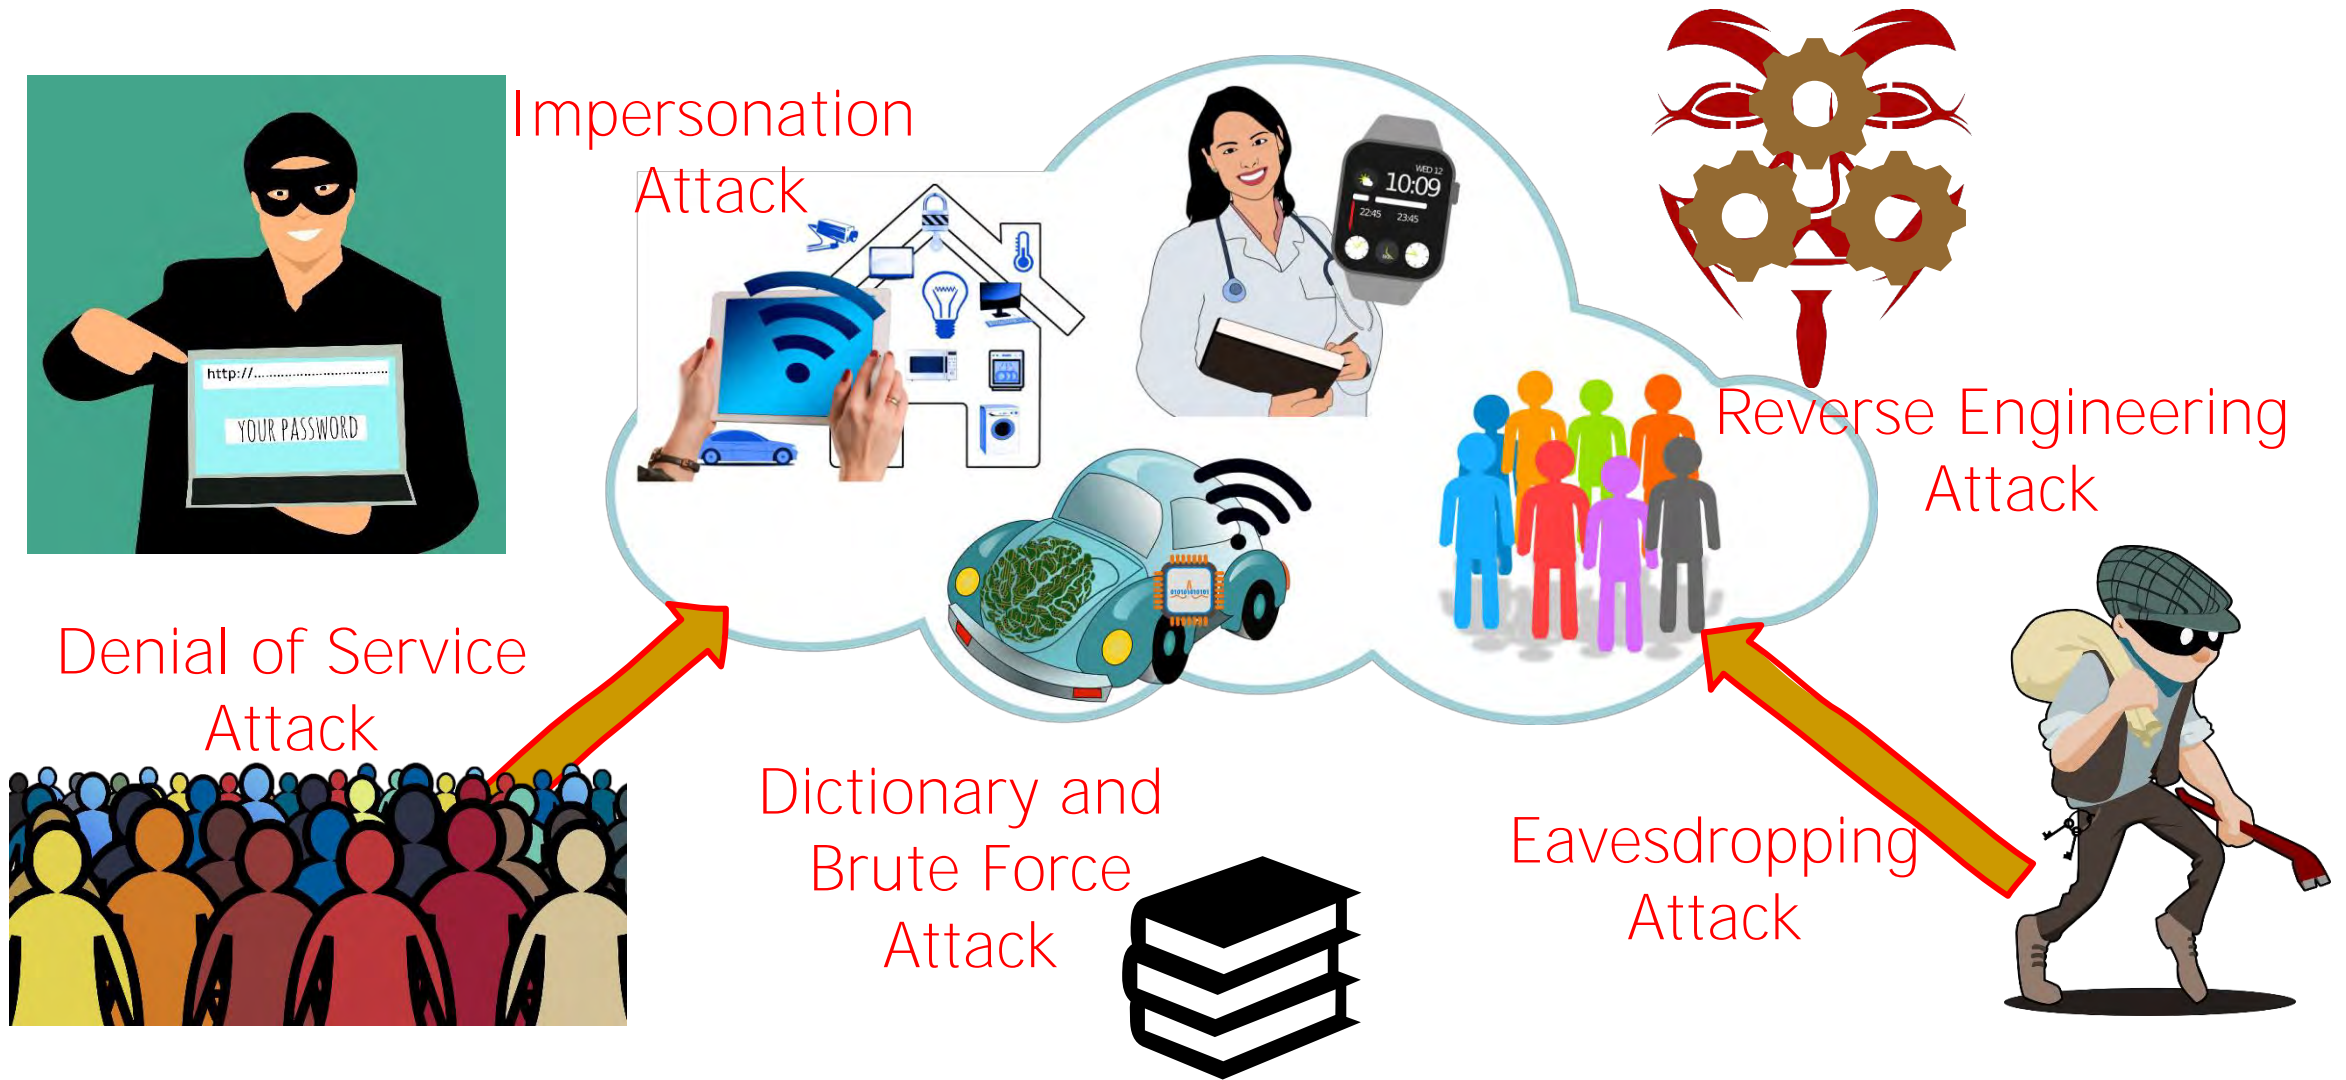 Impersonation
Attack
http://
YOUR PASSWORD
WED 12
10:09
22:45 23:45
Reverse Engineering
Attack
Denial of Service
Attack
Dictionary and
Brute Force
Attack
Eavesdropping
Attack